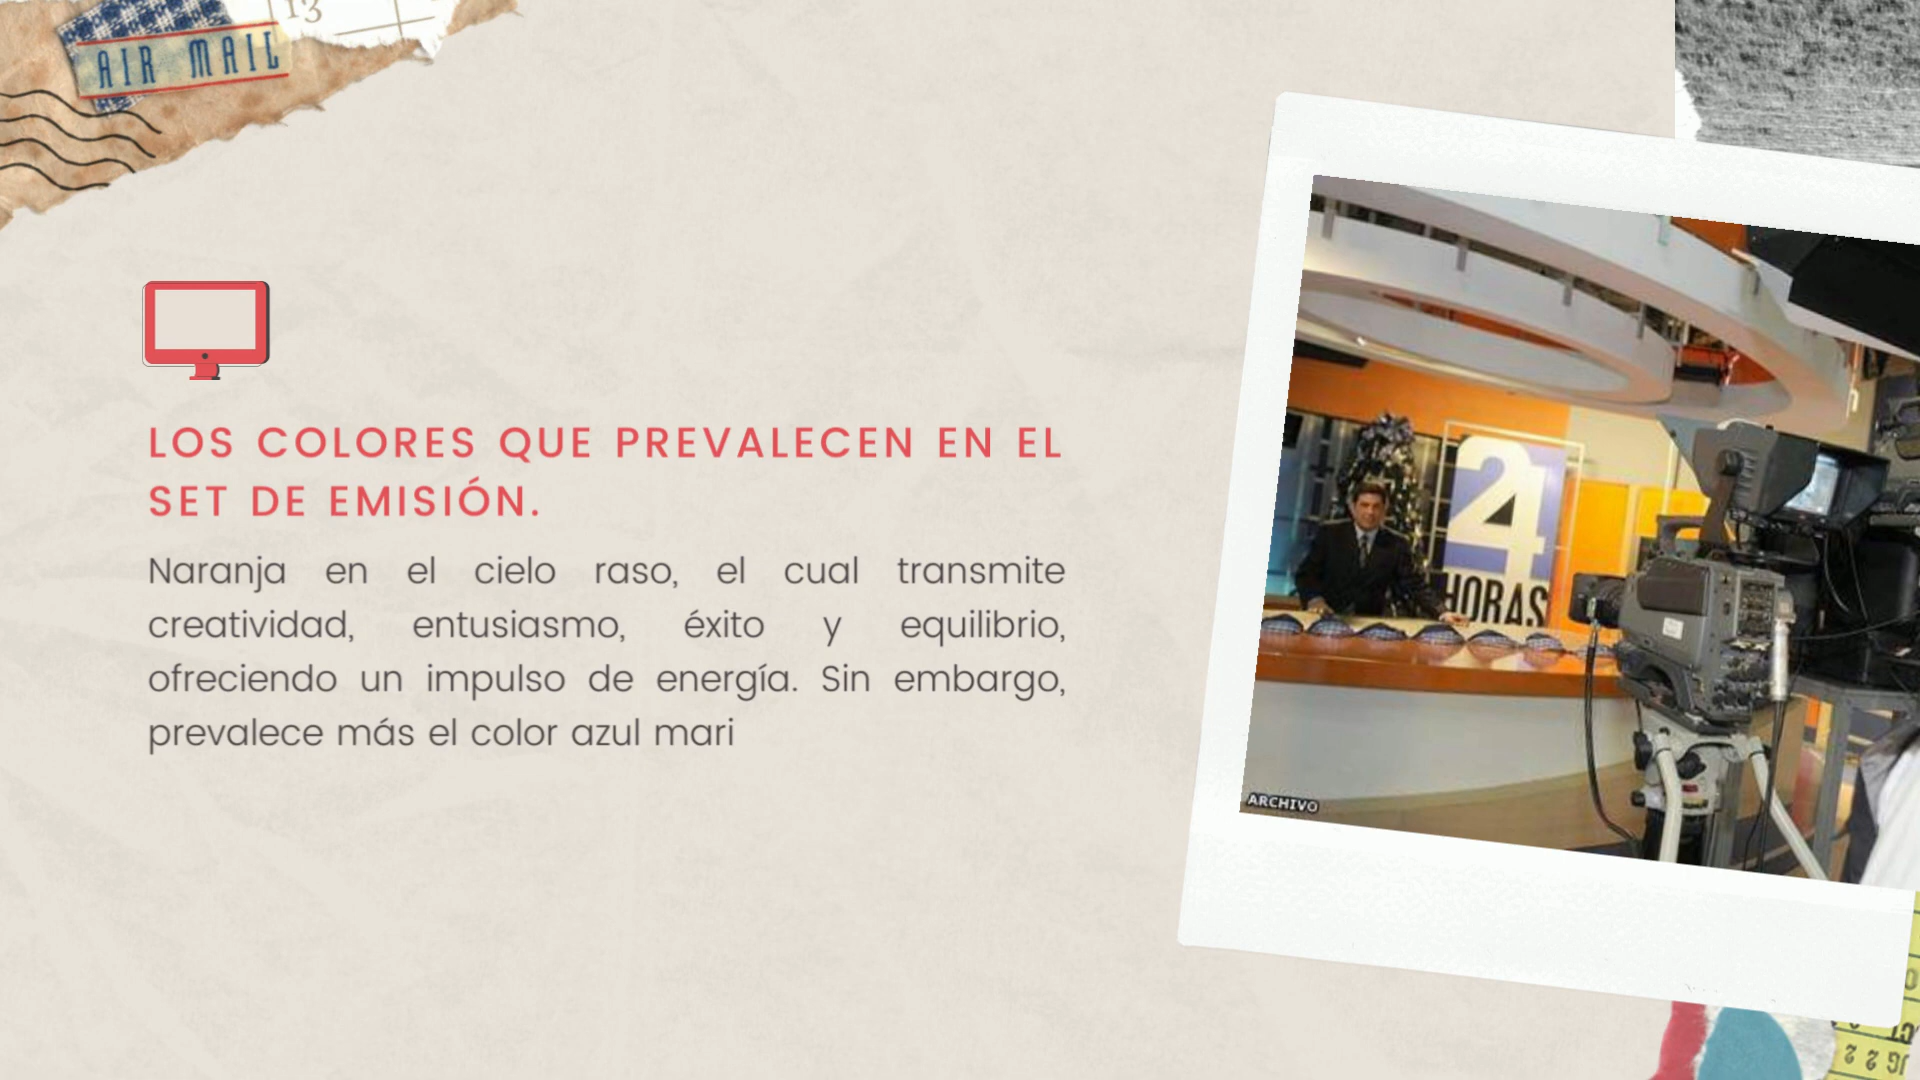 13
AIR MAIL
LOS COLORES QUE PREVALECEN EN EL
SET DE EMISIÓN.
Naranja en el cielo raso, el cual transmite
creatividad, entusiasmo, éxito y equilibrio,
ofreciendo un impulso de energía. Sin embargo,
prevalece más el color azul mari
24
HORAS
ARCHIVO